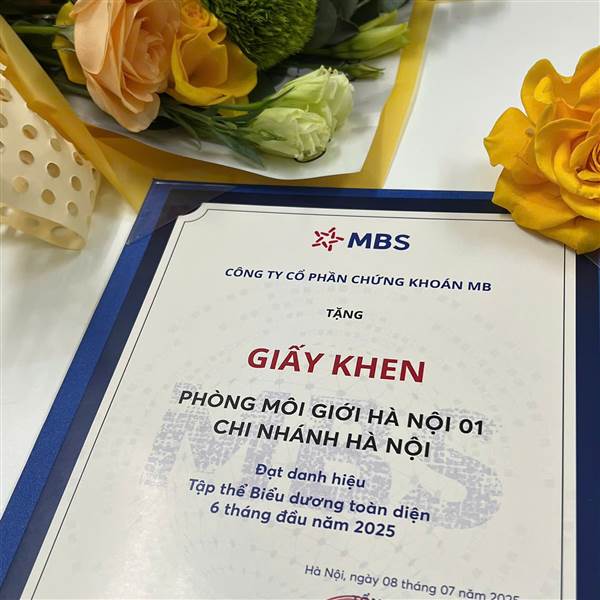 MBS
CÔNG TY CỔ PHẦN CHỨNG KHOÁN MB
TẶNG
GIẤY KHEN
PHÒNG MÔI GIỚI HÀ NỘI 01
CHI NHÁNH HÀ NỘI
Đạt danh hiệu
Tập thể Biểu dương toàn diện
6 tháng đầu năm 2025
Hà Nội, ngày 08 tháng 07 năm 2025
MBS